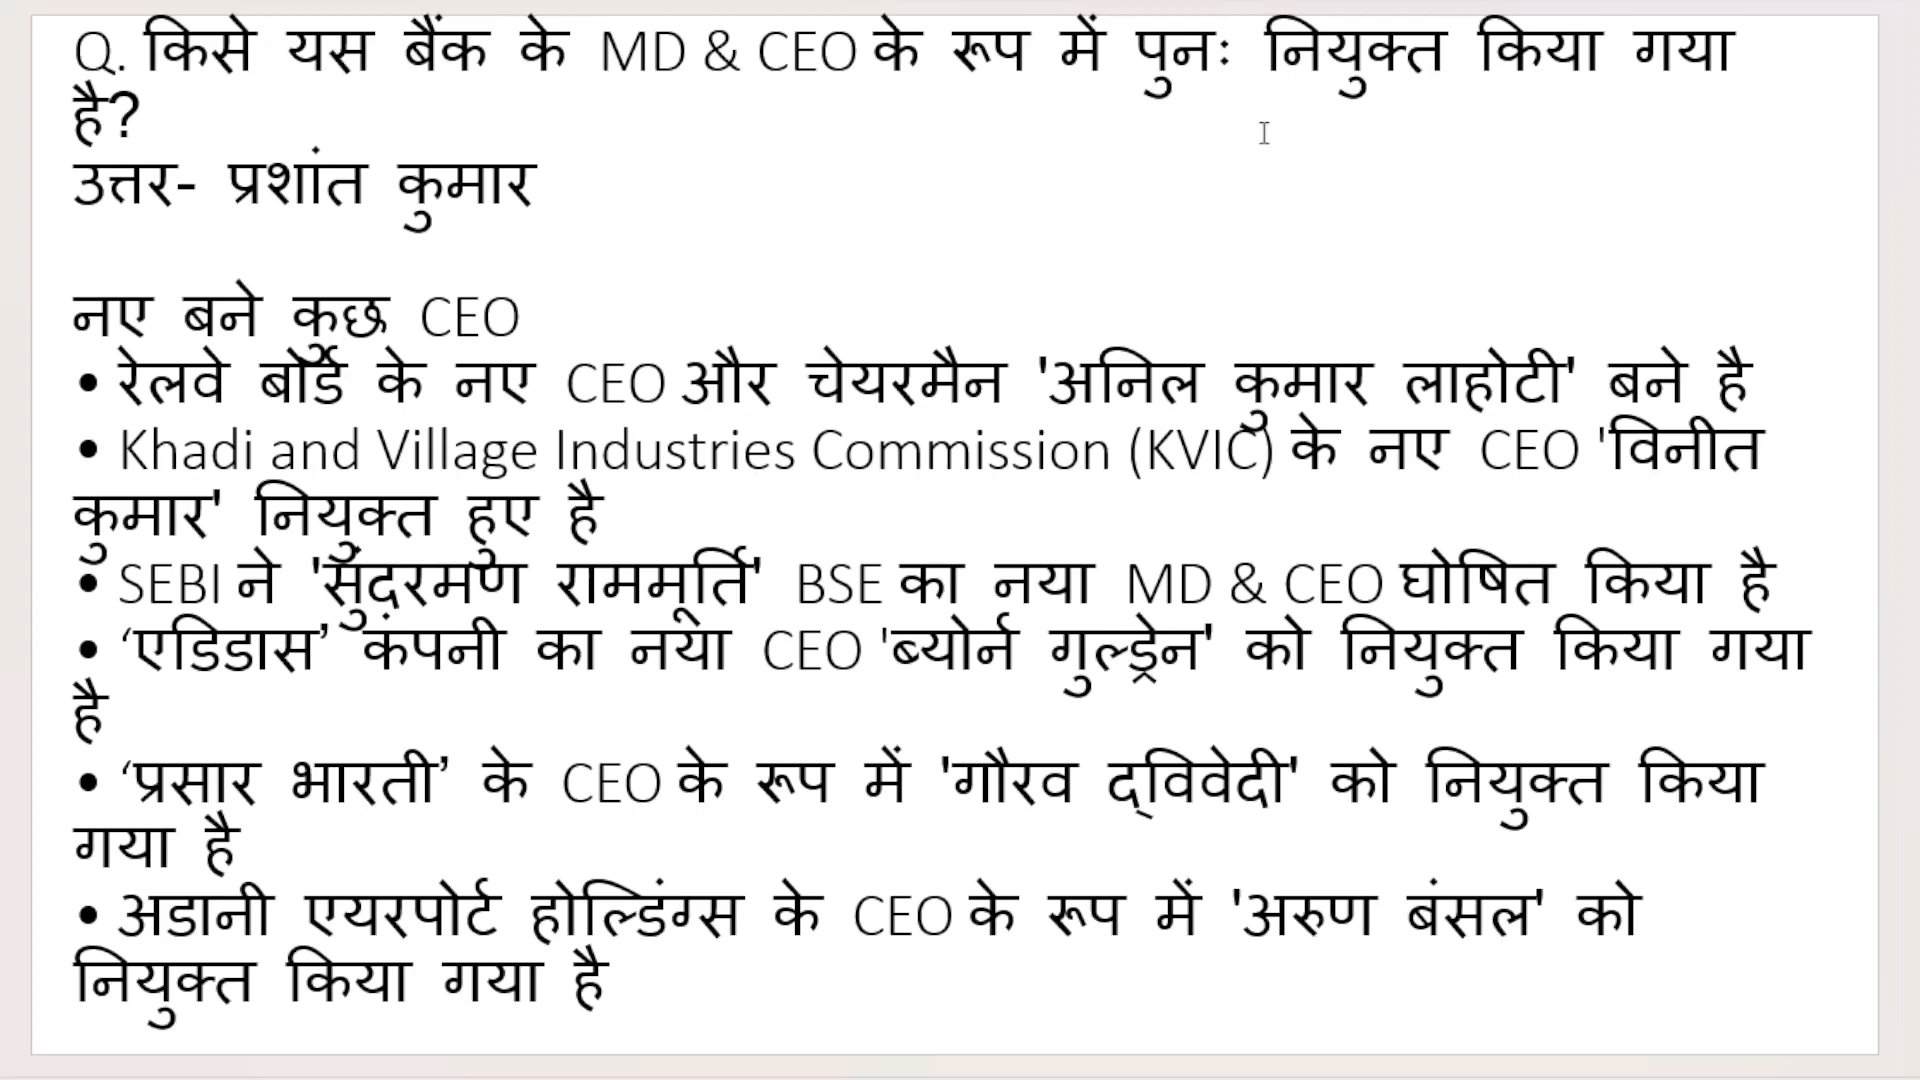 Q. किसे यस बैंक के MD & CEO के रूप में पुनः नियुक्त किया गया
है?
उत्तर- प्रशांत कुमार
नए बने कुछ CEO
• रेलवे बोर्ड के नए CEO और चेयरमैन 'अनिल कुमार लाहोटी' बने है
• Khadi and Village Industries Commission (KVIC) के नए CEO 'विनीत
कुमार' नियुक्त हुए है
• SEBI ने 'सुंदरमण राममूर्ति' BSE का नया MD & CEO घोषित किया है
• ‘एडिडास’ कंपनी का नया CEO 'ब्योर्न गुल्ड्रेन' को नियुक्त किया गया
है
• ‘प्रसार भारती’ के CEO के रूप में 'गौरव द्विवेदी' को नियुक्त किया
गया है
• अडानी एयरपोर्ट होल्डिंग्स के CEO के रूप में 'अरुण बंसल' को
नियुक्त किया गया है